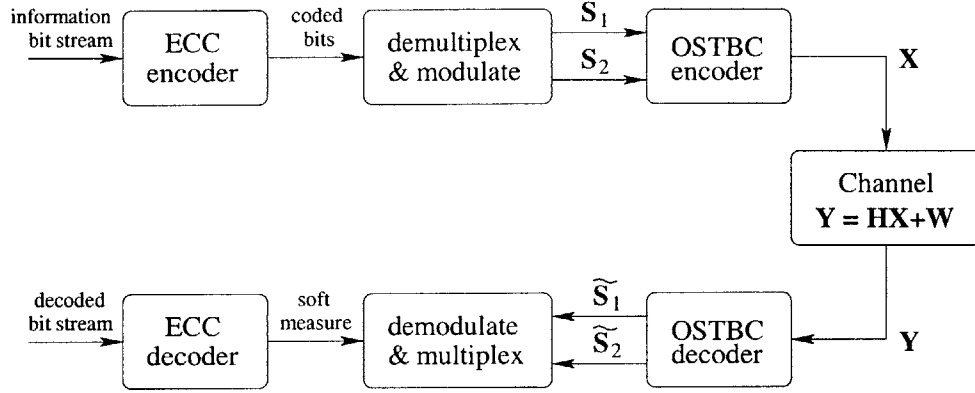 information
bit stream
ECC
encoder
coded
bits
demultiplex
& modulate
S1
S2
OSTBC
encoder
X
Channel
Y = HX+W
decoded
bit stream
ECC
decoder
soft
measure
demodulate
& multiplex
S̃1
S̃2
OSTBC
decoder
Y